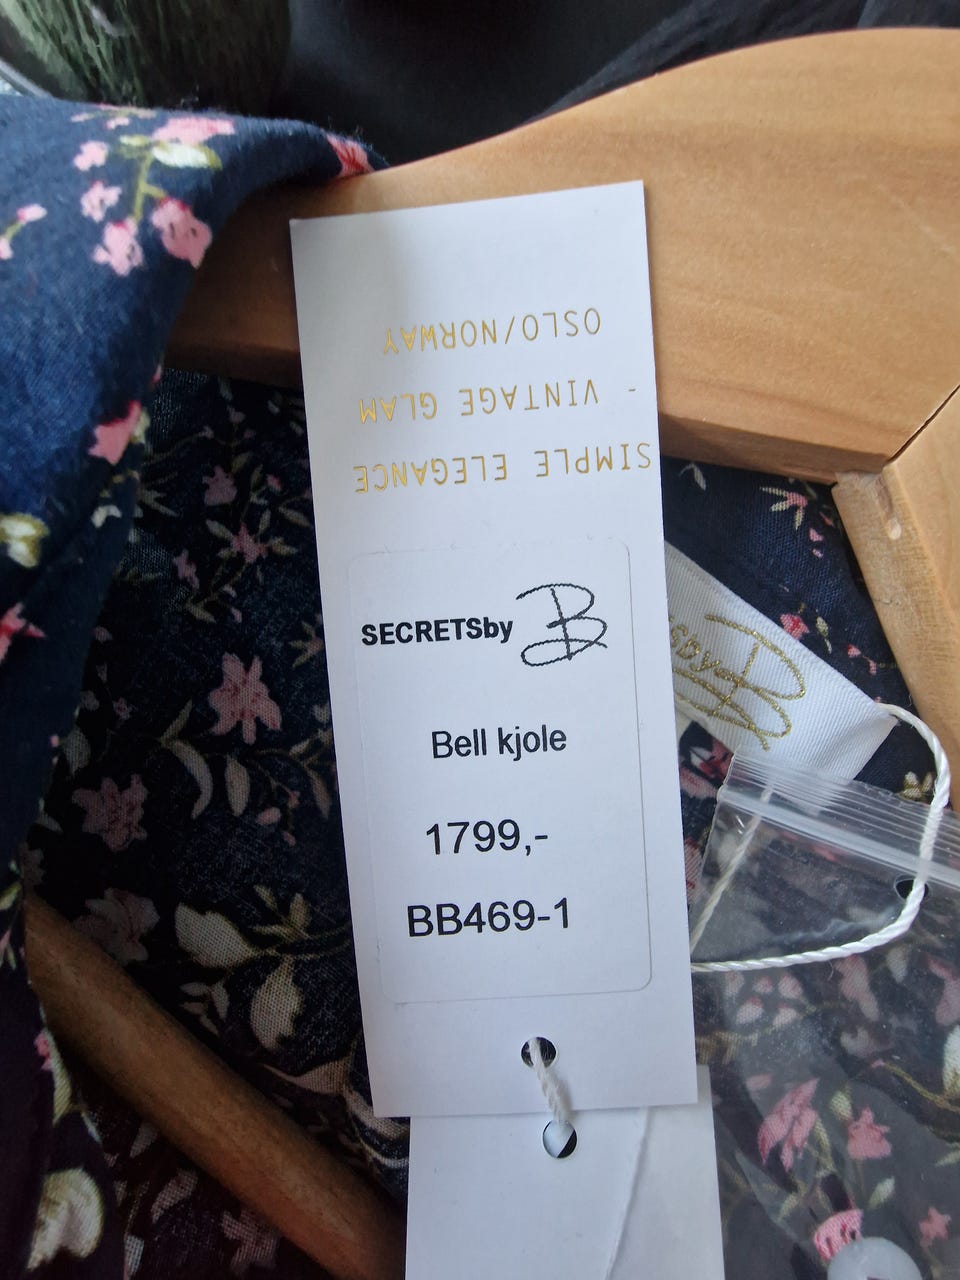 SIMPLE ELEGANCE
- VINTAGE GLAM
OSLO/NORWAY
SECRETSby B
Bell kjole
1799,-
BB469-1